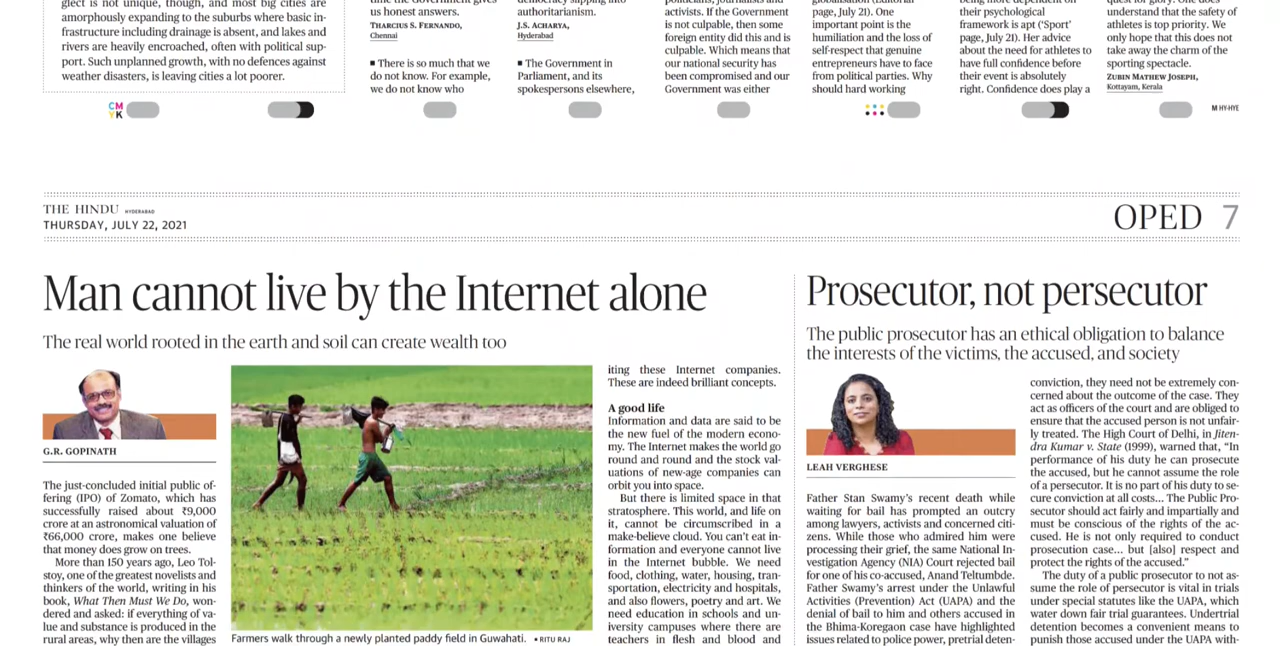 glect is not unique, though, and most big cities are
amorphously expanding to the suburbs where basic in-
frastructure including drainage is absent, and lakes and
rivers are heavily encroached, often with political sup-
port. Such unplanned growth, with no defences against
weather disasters, is leaving cities a lot poorer.
us honest answers.
THARCIUS S. FERNANDO,
Chennai
■ There is so much that we
do not know. For example,
we do not know who
authoritarianism.
J.S. ACHARYA,
Hyderabad
■ The Government in
Parliament, and its
spokespersons elsewhere,
activists. If the Government
is not culpable, then some
foreign entity did this and is
culpable. Which means that
our national security has
been compromised and our
Government was either
page, July 21). One
important point is the
humiliation and the loss of
self-respect that genuine
entrepreneurs have to face
from political parties. Why
should hard working
their psychological
framework is apt (‘Sport’
page, July 21). Her advice
about the need for athletes to
have full confidence before
their event is absolutely
right. Confidence does play a
understand that the safety of
athletes is top priority. We
only hope that this does not
take away the charm of the
sporting spectacle.
ZUBIN MATHEW JOSEPH,
Kottayam, Kerala
CM
YK
M HY-HYE
THE HINDU HYDERABAD
THURSDAY, JULY 22, 2021
OPED 7
Man cannot live by the Internet alone
The real world rooted in the earth and soil can create wealth too
G.R. GOPINATH
The just-concluded initial public of-
fering (IPO) of Zomato, which has
successfully raised about ₹9,000
crore at an astronomical valuation of
₹66,000 crore, makes one believe
that money does grow on trees.
More than 150 years ago, Leo Tol-
stoy, one of the greatest novelists and
thinkers of the world, writing in his
book, What Then Must We Do, won-
dered and asked: if everything of va-
lue and substance is produced in the
rural areas, why then are the villages
Farmers walk through a newly planted paddy field in Guwahati. • RITU RAJ
iting these Internet companies.
These are indeed brilliant concepts.
A good life
Information and data are said to be
the new fuel of the modern econo-
my. The Internet makes the world go
round and round and the stock val-
uations of new-age companies can
orbit you into space.
But there is limited space in that
stratosphere. This world, and life on
it, cannot be circumscribed in a
make-believe cloud. You can't eat in-
formation and everyone cannot live
in the Internet bubble. We need
food, clothing, water, housing, tran-
sportation, electricity and hospitals,
and also flowers, poetry and art. We
need education in schools and un-
iversity campuses where there are
teachers in flesh and blood and
Prosecutor, not persecutor
The public prosecutor has an ethical obligation to balance
the interests of the victims, the accused, and society
LEAH VERGHESE
Father Stan Swamy's recent death while
waiting for bail has prompted an outcry
among lawyers, activists and concerned citi-
zens. While those who admired him were
processing their grief, the same National In-
vestigation Agency (NIA) Court rejected bail
for one of his co-accused, Anand Teltumbde.
Father Swamy's arrest under the Unlawful
Activities (Prevention) Act (UAPA) and the
denial of bail to him and others accused in
the Bhima-Koregaon case have highlighted
issues related to police power, pretrial deten-
conviction, they need not be extremely con-
cerned about the outcome of the case. They
act as officers of the court and are obliged to
ensure that the accused person is not unfair-
ly treated. The High Court of Delhi, in Jiten-
dra Kumar v. State (1999), warned that, “In
performance of his duty he can prosecute
the accused, but he cannot assume the role
of a persecutor. It is no part of his duty to se-
cure conviction at all costs... The Public Pro-
secutor should act fairly and impartially and
must be conscious of the rights of the ac-
cused. He is not only required to conduct
prosecution case... but [also] respect and
protect the rights of the accused.”
The duty of a public prosecutor to not as-
sume the role of persecutor is vital in trials
under special statutes like the UAPA, which
water down fair trial guarantees. Undertrial
detention becomes a convenient means to
punish those accused under the UAPA with-